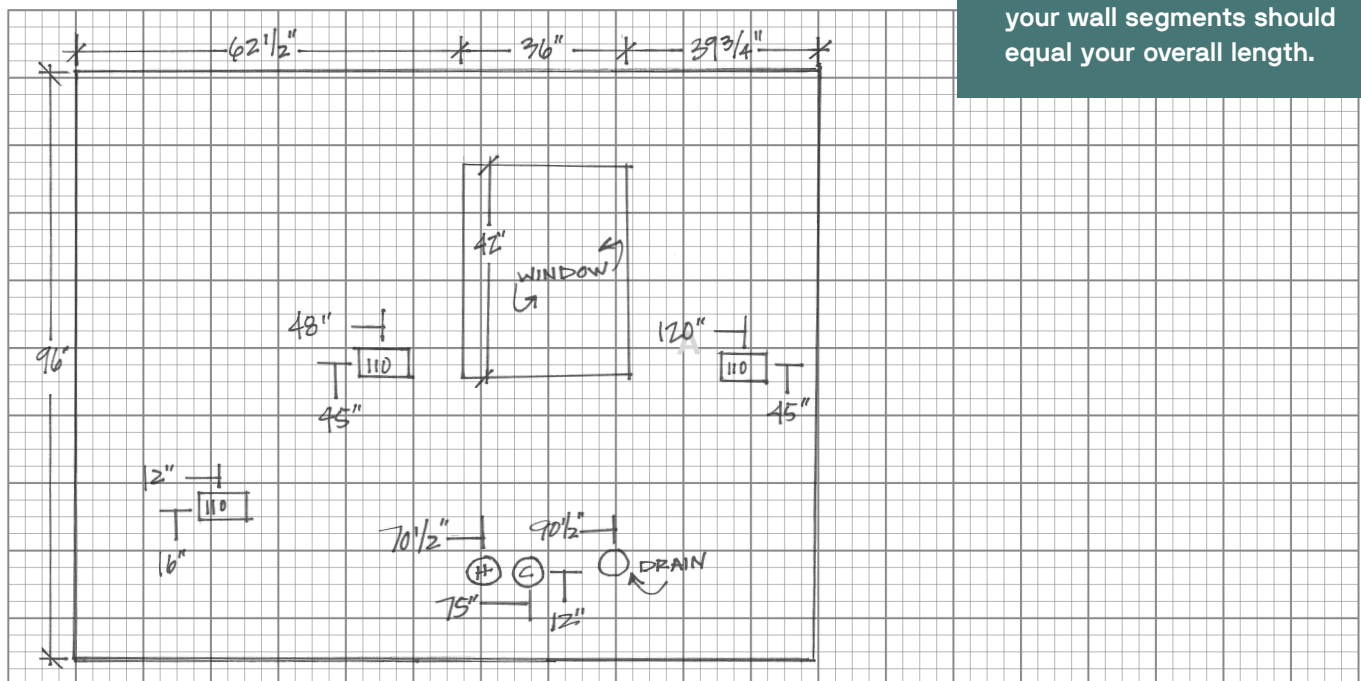 your wall segments should
equal your overall length.
62 1/2" 36" 39 3/4"
42"
WINDOW
48" 120"
A
96"
110 110
45" 45"
12"
110
70 1/2" 90 1/2"
16" H C DRAIN
75" 12"